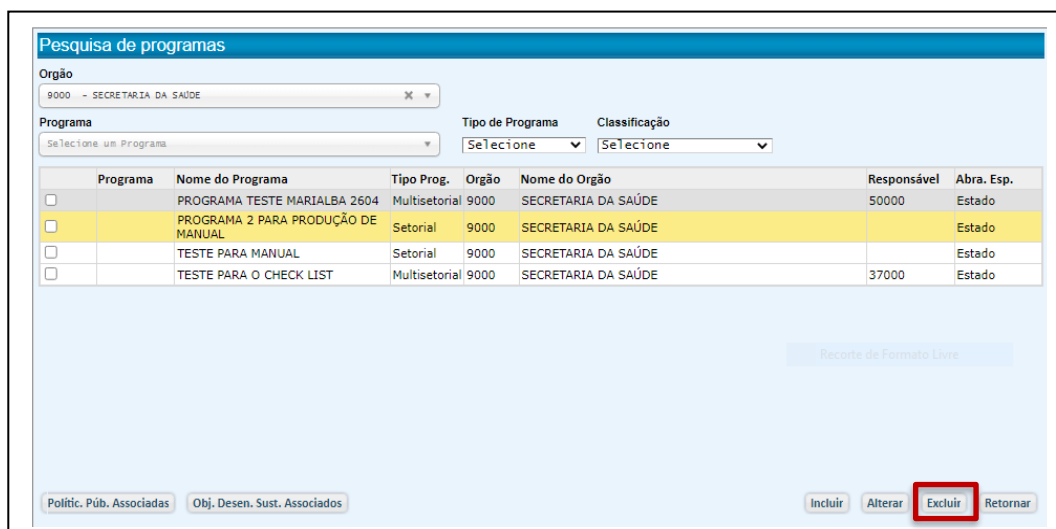 Pesquisa de programas
Orgão
9000 - SECRETARIA DA SAÚDE
Programa Tipo de Programa Classificação
Selecione um Programa Selecione Selecione
Programa Nome do Programa Tipo Prog. Orgão Nome do Orgão Responsável Abra. Esp.
PROGRAMA TESTE MARIALBA 2604 Multisetorial 9000 SECRETARIA DA SAÚDE 50000 Estado
PROGRAMA 2 PARA PRODUÇÃO DE
MANUAL Setorial 9000 SECRETARIA DA SAÚDE Estado
TESTE PARA MANUAL Setorial 9000 SECRETARIA DA SAÚDE Estado
TESTE PARA O CHECK LIST Multisetorial 9000 SECRETARIA DA SAÚDE 37000 Estado
Recorte de Formato Livre
Polític. Púb. Associadas Obj. Desen. Sust. Associados Incluir Alterar Excluir Retornar